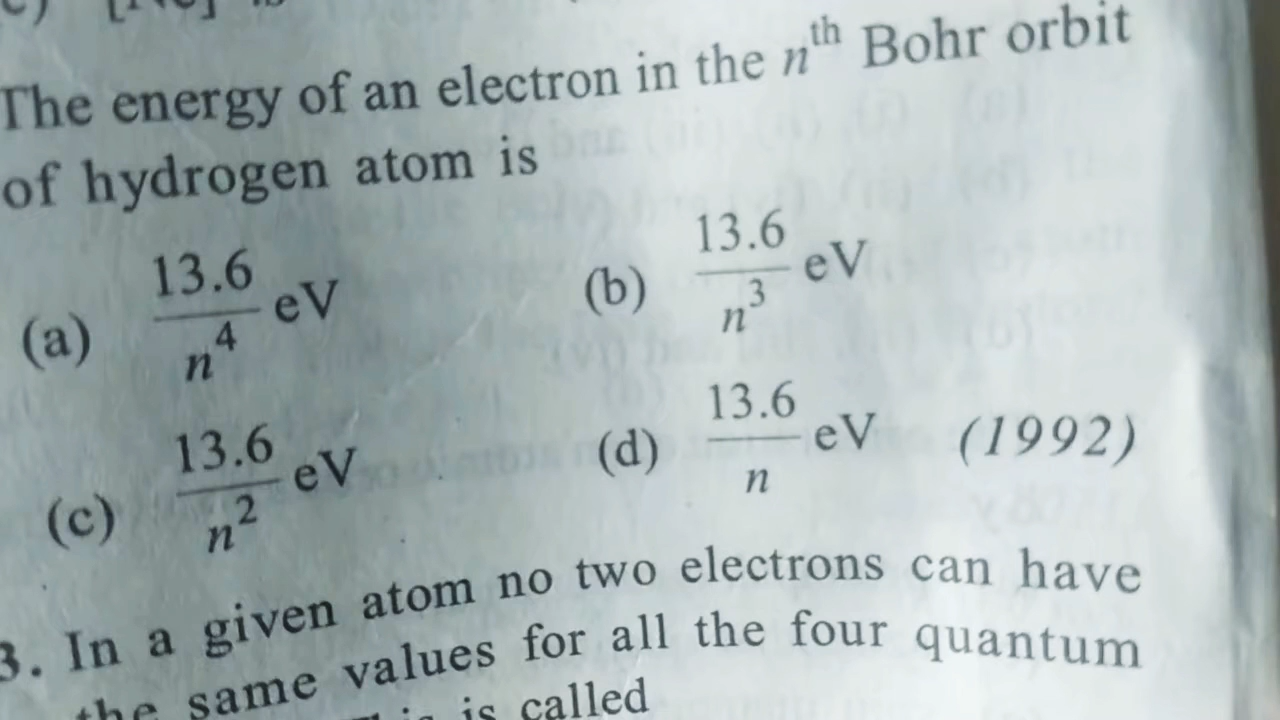 The energy of an electron in the nᵗʰ Bohr orbit
of hydrogen atom is
(a) 13.6/n⁴ eV (b) 13.6/n³ eV
(c) 13.6/n² eV (d) 13.6/n eV (1992)
3. In a given atom no two electrons can have
the same values for all the four quantum
is called